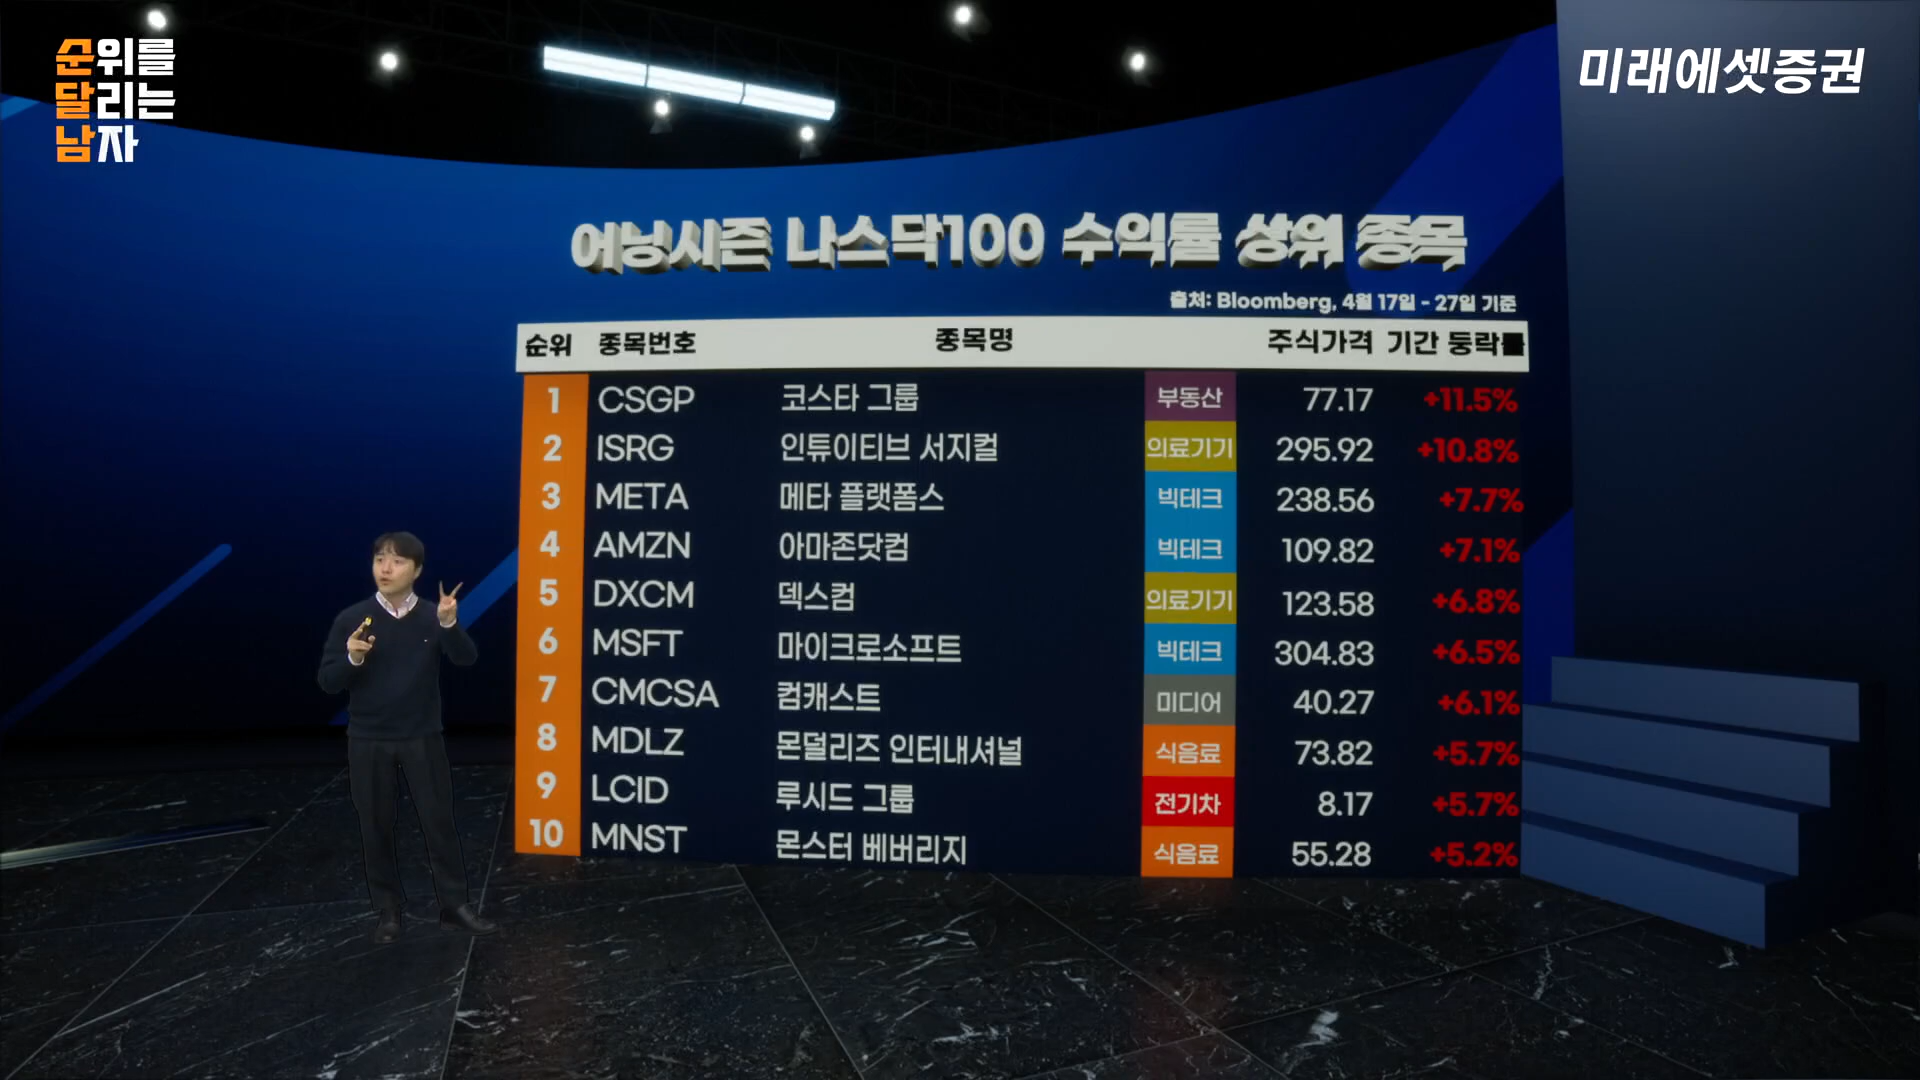 순위를
달리는
남자
미래에셋증권
어닝시즌 나스닥100 수익률 상위 종목
출처: Bloomberg, 4월 17일 - 27일 기준
순위 종목번호 종목명 주식가격 기간 등락률
1 CSGP 코스타 그룹 부동산 77.17 +11.5%
2 ISRG 인튜이티브 서지컬 의료기기 295.92 +10.8%
3 META 메타 플랫폼스 빅테크 238.56 +7.7%
4 AMZN 아마존닷컴 빅테크 109.82 +7.1%
5 DXCM 덱스컴 의료기기 123.58 +6.8%
6 MSFT 마이크로소프트 빅테크 304.83 +6.5%
7 CMCSA 컴캐스트 미디어 40.27 +6.1%
8 MDLZ 몬덜리즈 인터내셔널 식음료 73.82 +5.7%
9 LCID 루시드 그룹 전기차 8.17 +5.7%
10 MNST 몬스터 베버리지 식음료 55.28 +5.2%